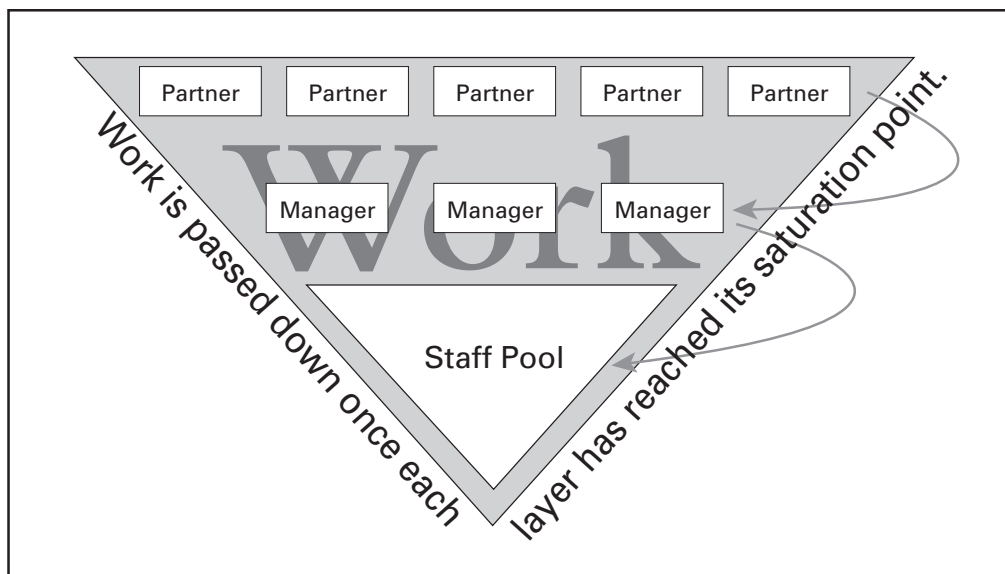 Partner Partner Partner Partner Partner
Work
Manager Manager Manager
Staff Pool
Work is passed down once each
layer has reached its saturation point.